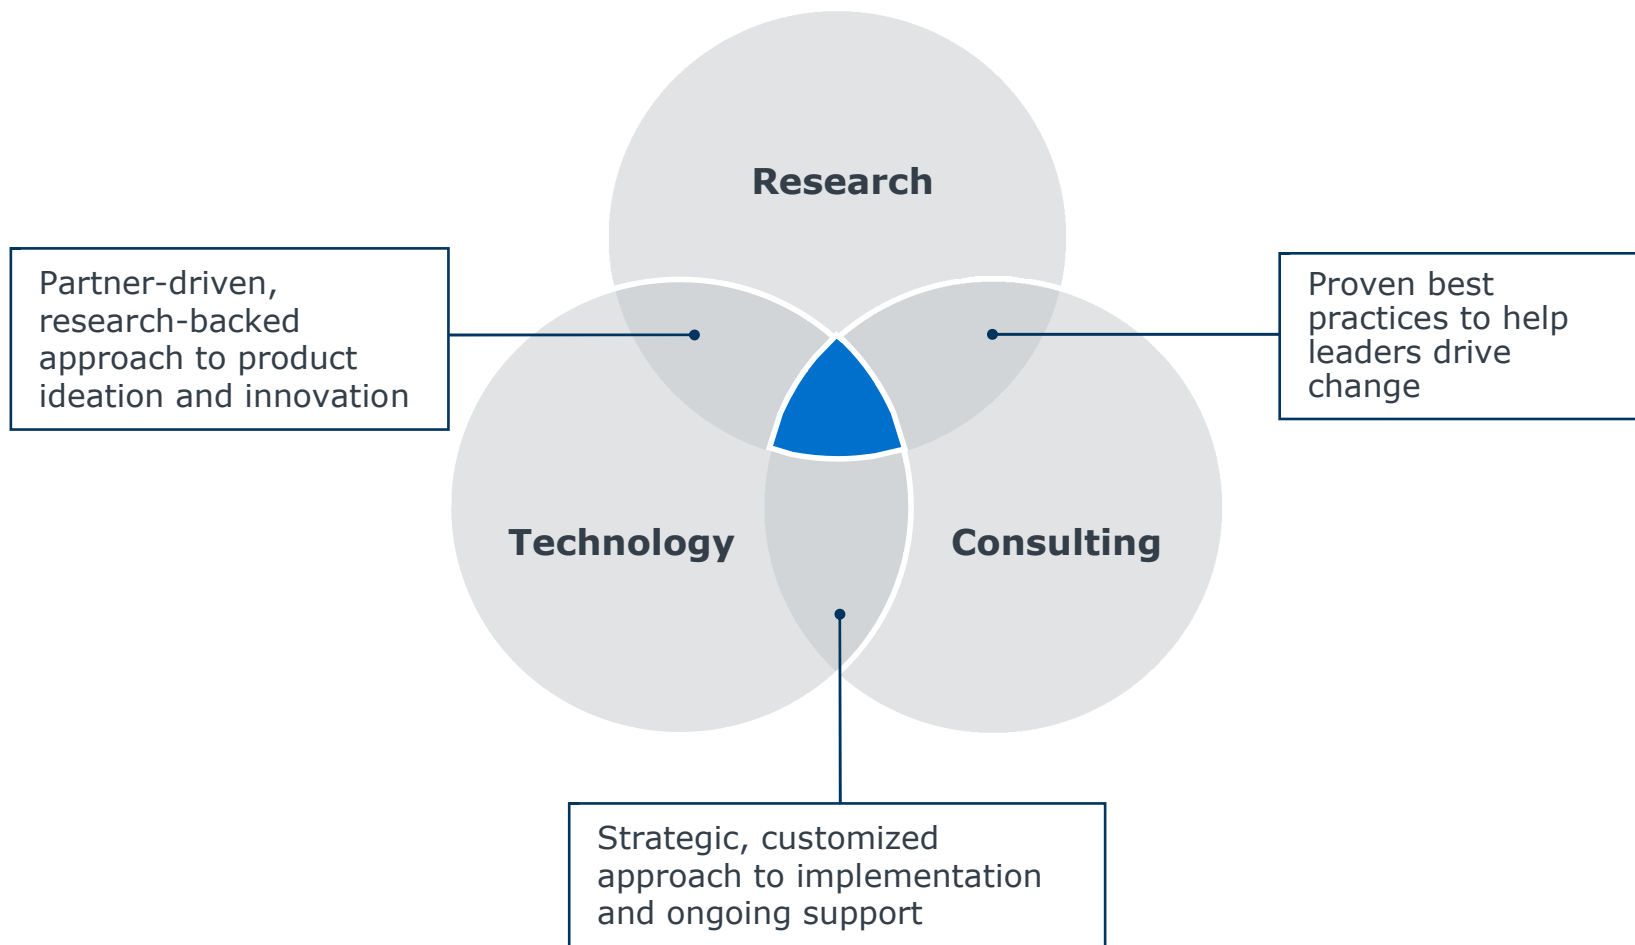 Research
Partner-driven,
research-backed
approach to product
ideation and innovation
Proven best
practices to help
leaders drive
change
Technology
Consulting
Strategic, customized
approach to implementation
and ongoing support